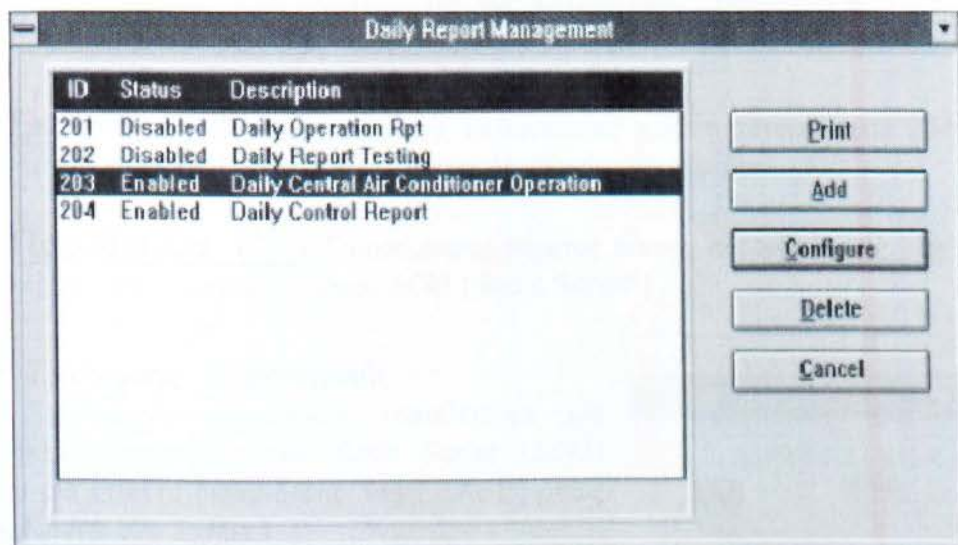 Daily Report Management
ID Status Description
201 Disabled Daily Operation Rpt
202 Disabled Daily Report Testing
203 Enabled Daily Central Air Conditioner Operation
204 Enabled Daily Control Report
Print
Add
Configure
Delete
Cancel